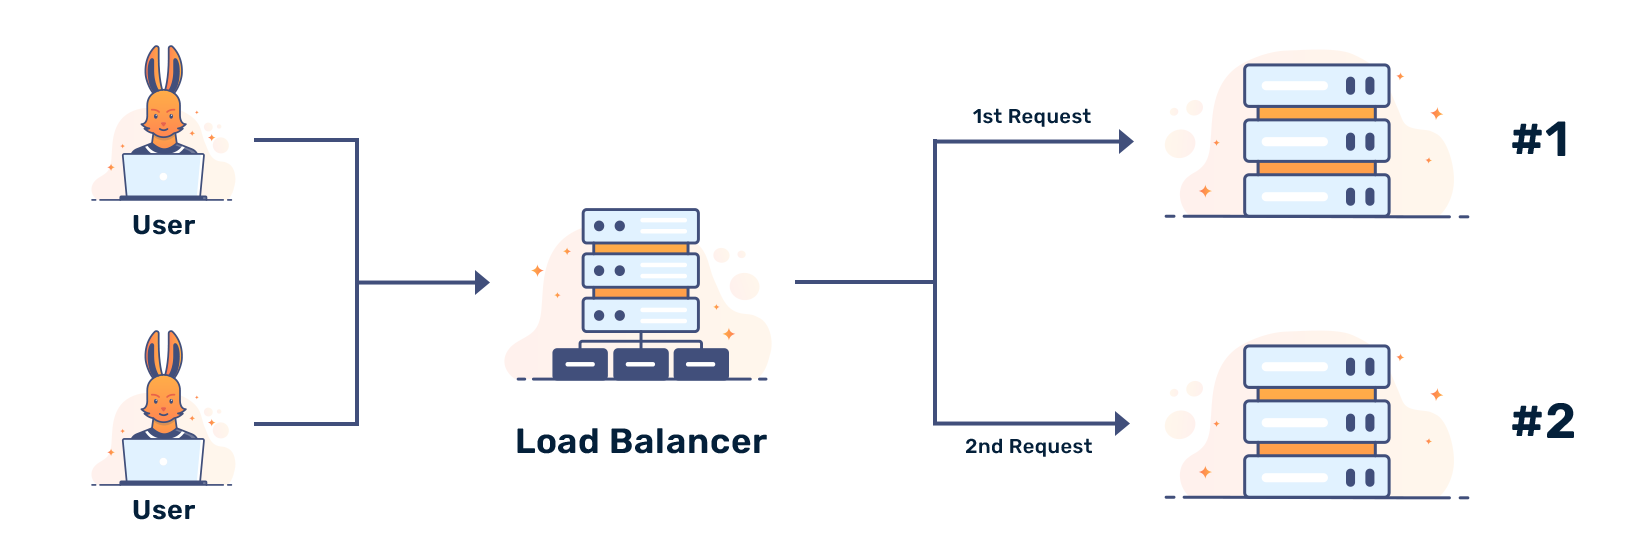 User
1st Request
#1
Load Balancer
User
2nd Request
#2